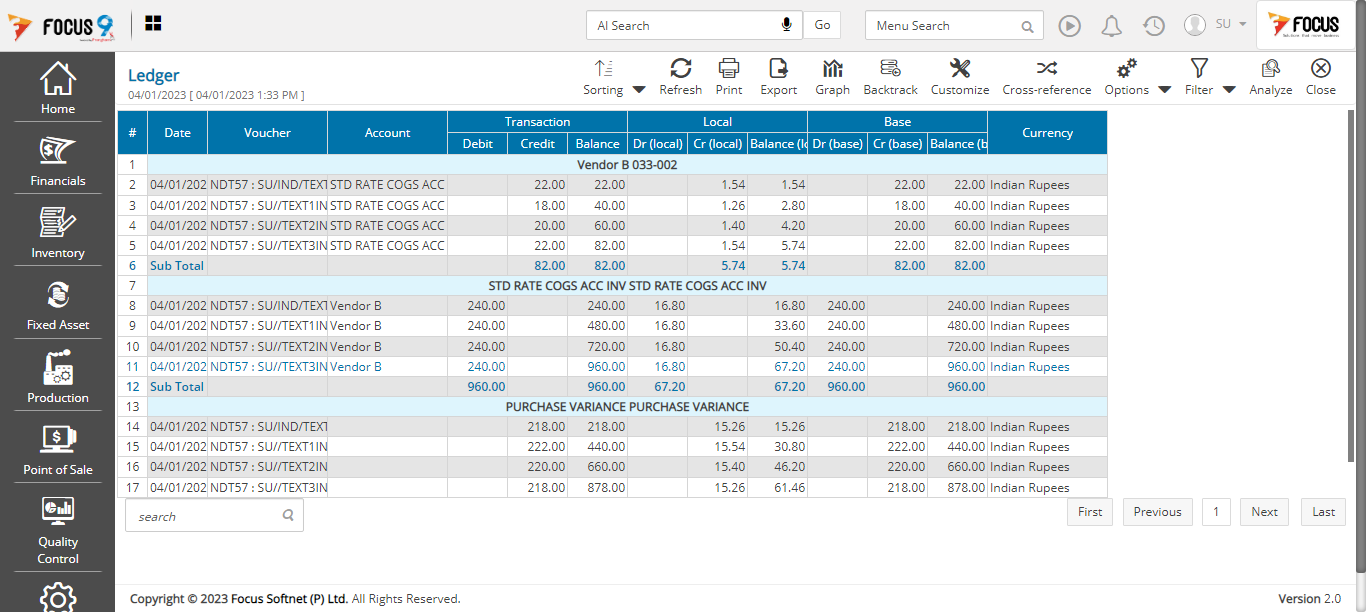 FOCUS 9 AI Search Go Menu Search SU FOCUS
Home
Financials
Inventory
Fixed Asset
Production
Point of Sale
Quality
Control
Ledger
04/01/2023 [ 04/01/2023 1:33 PM ]
Sorting Refresh Print Export Graph Backtrack Customize Cross-reference Options Filter Analyze Close
# Date Voucher Account Transaction Local Base Currency
Debit Credit Balance Dr (local) Cr (local) Balance (lo Dr (base) Cr (base) Balance (b
1 Vendor B 033-002
2 04/01/202 NDT57 : SU/IND/TEXT STD RATE COGS ACC 22.00 22.00 1.54 1.54 22.00 22.00 Indian Rupees
3 04/01/202 NDT57 : SU//TEXT1IN STD RATE COGS ACC 18.00 40.00 1.26 2.80 18.00 40.00 Indian Rupees
4 04/01/202 NDT57 : SU//TEXT2IN STD RATE COGS ACC 20.00 60.00 1.40 4.20 20.00 60.00 Indian Rupees
5 04/01/202 NDT57 : SU//TEXT3IN STD RATE COGS ACC 22.00 82.00 1.54 5.74 22.00 82.00 Indian Rupees
6 Sub Total 82.00 82.00 5.74 5.74 82.00 82.00
7 STD RATE COGS ACC INV STD RATE COGS ACC INV
8 04/01/202 NDT57 : SU/IND/TEXT Vendor B 240.00 240.00 16.80 16.80 240.00 240.00 Indian Rupees
9 04/01/202 NDT57 : SU//TEXT1IN Vendor B 240.00 480.00 16.80 33.60 240.00 480.00 Indian Rupees
10 04/01/202 NDT57 : SU//TEXT2IN Vendor B 240.00 720.00 16.80 50.40 240.00 720.00 Indian Rupees
11 04/01/202 NDT57 : SU//TEXT3IN Vendor B 240.00 960.00 16.80 67.20 240.00 960.00 Indian Rupees
12 Sub Total 960.00 960.00 67.20 67.20 960.00 960.00
13 PURCHASE VARIANCE PURCHASE VARIANCE
14 04/01/202 NDT57 : SU/IND/TEXT 218.00 218.00 15.26 15.26 218.00 218.00 Indian Rupees
15 04/01/202 NDT57 : SU//TEXT1IN 222.00 440.00 15.54 30.80 222.00 440.00 Indian Rupees
16 04/01/202 NDT57 : SU//TEXT2IN 220.00 660.00 15.40 46.20 220.00 660.00 Indian Rupees
17 04/01/202 NDT57 : SU//TEXT3IN 218.00 878.00 15.26 61.46 218.00 878.00 Indian Rupees
search First Previous 1 Next Last
Copyright © 2023 Focus Softnet (P) Ltd. All Rights Reserved. Version 2.0